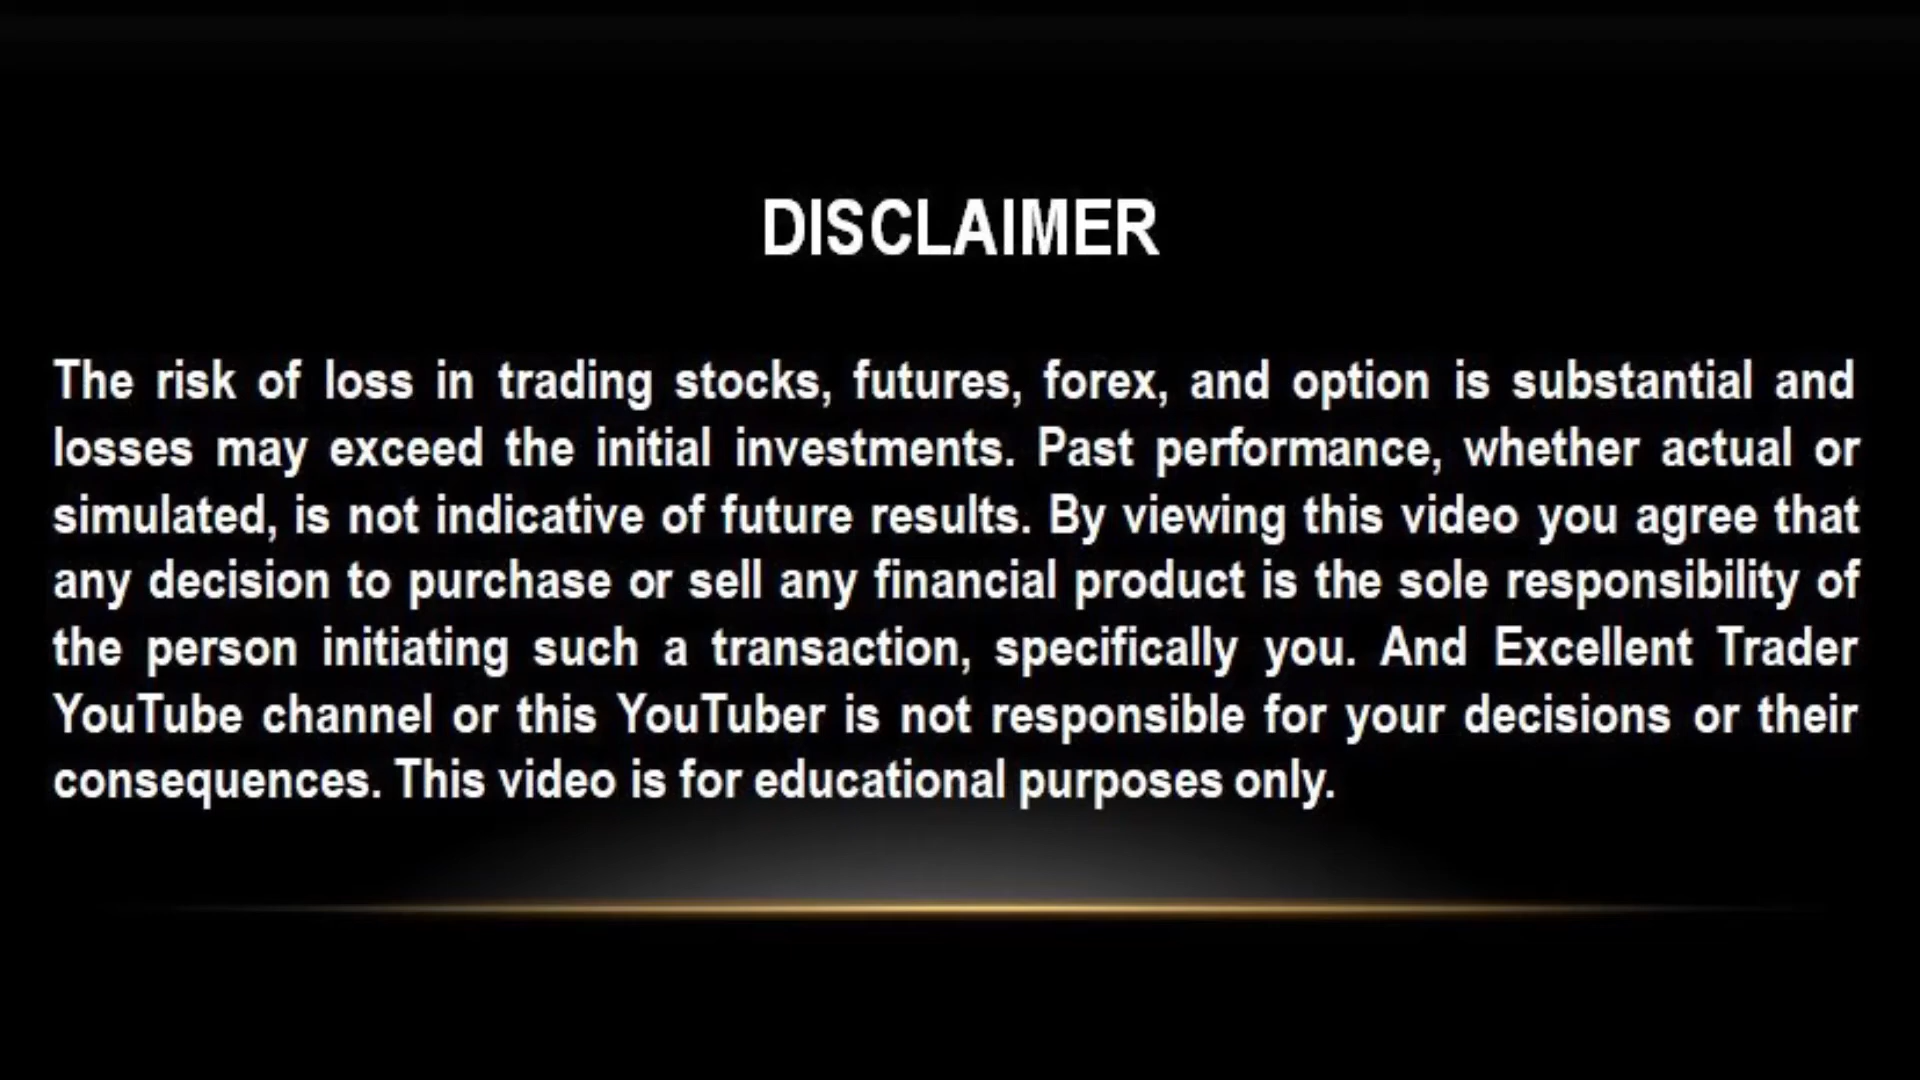 DISCLAIMER
The risk of loss in trading stocks, futures, forex, and option is substantial and
losses may exceed the initial investments. Past performance, whether actual or
simulated, is not indicative of future results. By viewing this video you agree that
any decision to purchase or sell any financial product is the sole responsibility of
the person initiating such a transaction, specifically you. And Excellent Trader
YouTube channel or this YouTuber is not responsible for your decisions or their
consequences. This video is for educational purposes only.